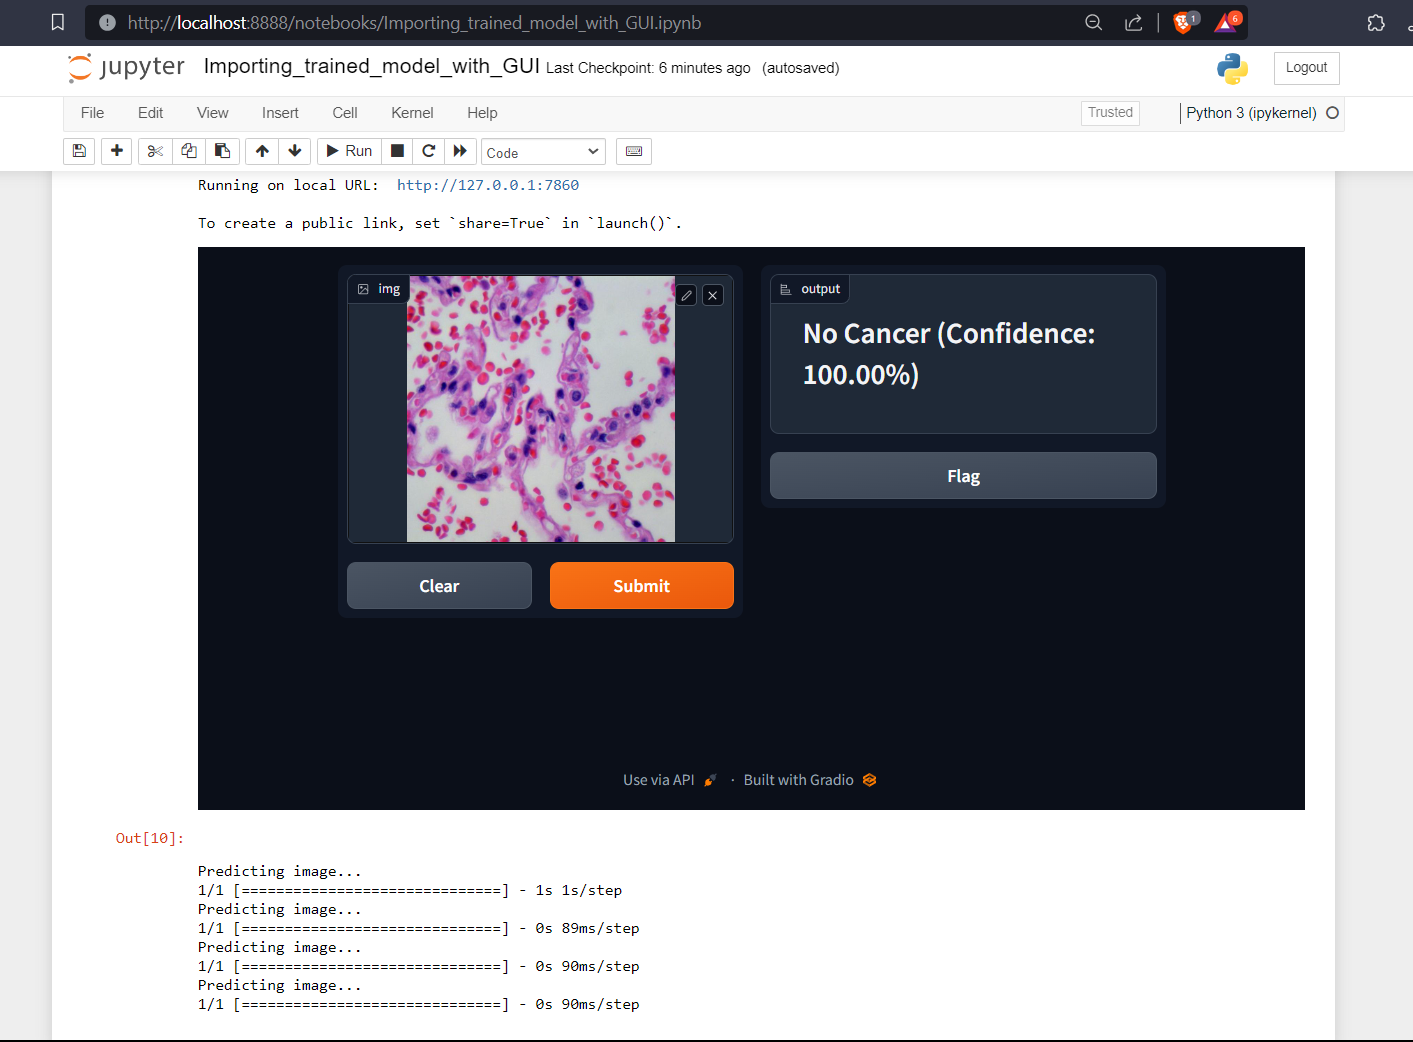 http://localhost:8888/notebooks/Importing_trained_model_with_GUI.ipynb
1
6
jupyter Importing_trained_model_with_GUI Last Checkpoint: 6 minutes ago (autosaved)
Logout
File Edit View Insert Cell Kernel Help
Trusted
Python 3 (ipykernel)
Run
Code
Running on local URL: http://127.0.0.1:7860
To create a public link, set `share=True` in `launch()`.
img
output
No Cancer (Confidence:
100.00%)
Flag
Clear
Submit
Use via API · Built with Gradio
Out[10]:
Predicting image...
1/1 [==============================] - 1s 1s/step
Predicting image...
1/1 [==============================] - 0s 89ms/step
Predicting image...
1/1 [==============================] - 0s 90ms/step
Predicting image...
1/1 [==============================] - 0s 90ms/step